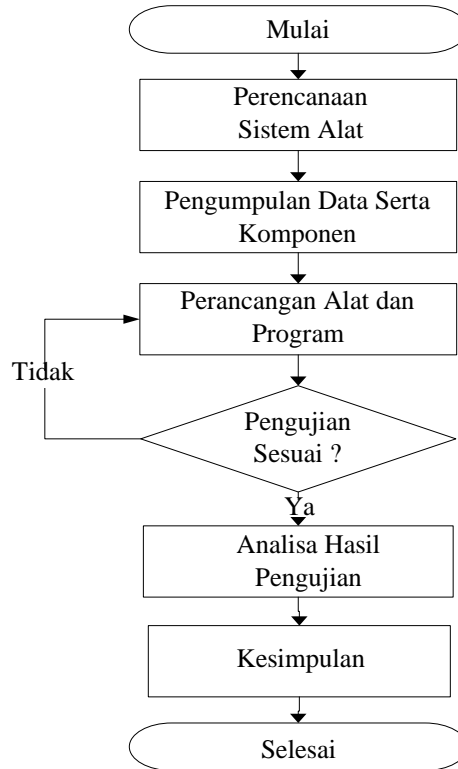 Mulai
Perencanaan
Sistem Alat
Pengumpulan Data Serta
Komponen
Perancangan Alat dan
Program
Tidak
Pengujian
Sesuai ?
Ya
Analisa Hasil
Pengujian
Kesimpulan
Selesai